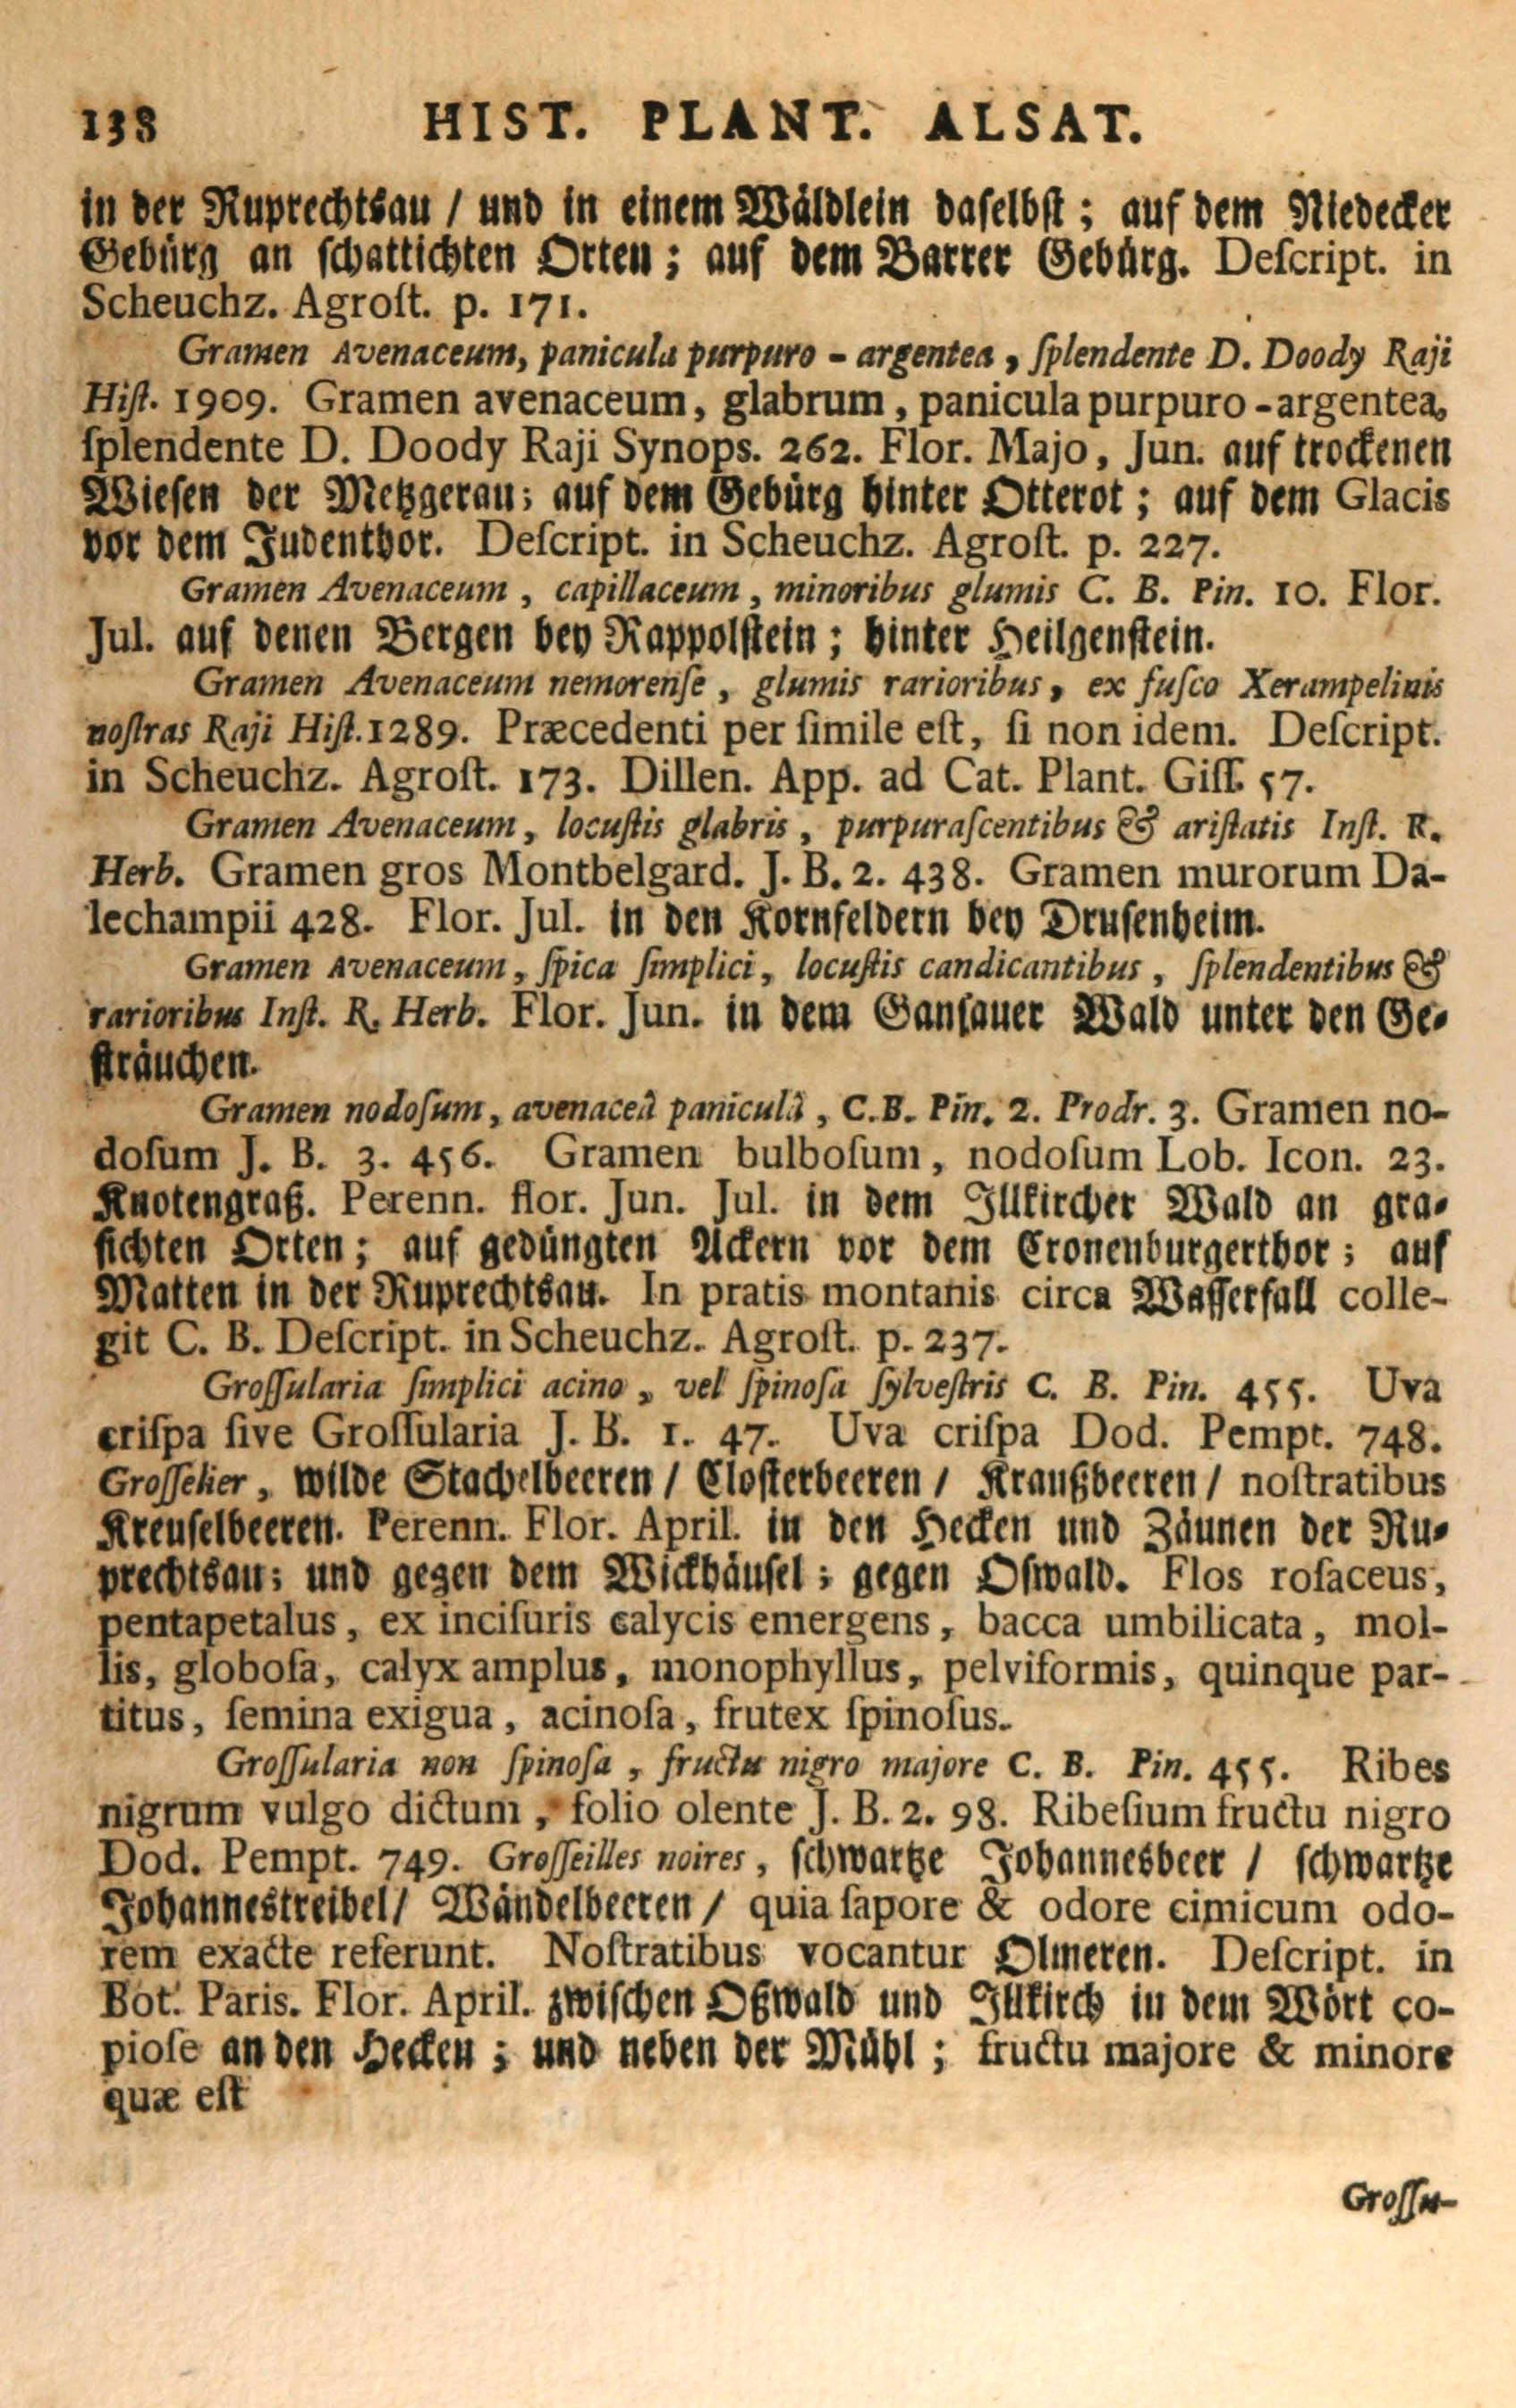 138 HIST. PLANT. ALSAT.
in der Ruprechtsau / und in einem Wäldlein daselbst; auf dem Niedecker
Gebürg an schattichten Orten; auf dem Barrer Gebürg. Deſcript. in
Scheuchz. Agroſt. p. 171.
Gramen Avenaceum, panicula purpuro-argentea, ſplendente D. Doody Raji
Hiſt. 1909. Gramen avenaceum, glabrum, panicula purpuro-argentea,
ſplendente D. Doody Raji Synops. 262. Flor. Majo, Jun. auf trockenen
Wiesen der Metzgerau; auf dem Gebürg hinter Otterot; auf dem Glacis
vor dem Judenthor. Deſcript. in Scheuchz. Agroſt. p. 227.
Gramen Avenaceum, capillaceum, minoribus glumis C. B. Pin. 10. Flor.
Jul. auf denen Bergen bey Rappolstein; hinter Heilgenstein.
Gramen Avenaceum nemorenſe, glumis rarioribus, ex fuſco Xerampelinis
noſtras Raji Hiſt. 1289. Præcedenti per ſimile eſt, ſi non idem. Deſcript.
in Scheuchz. Agroſt. 173. Dillen. App. ad Cat. Plant. Giſſ. 57.
Gramen Avenaceum, locuſtis glabris, purpuraſcentibus & ariſtatis Inſt. R.
Herb. Gramen gros Montbelgard. J. B. 2. 438. Gramen murorum Da-
lechampii 428. Flor. Jul. in den Kornfeldern bey Drusenheim.
Gramen Avenaceum, ſpica ſimplici, locuſtis candicantibus, ſplendentibus &
rarioribus Inſt. R. Herb. Flor. Jun. in dem Gansauer Wald unter den Ge-
sträuchen.
Gramen nodoſum, avenaceâ paniculâ, C. B. Pin. 2. Prodr. 3. Gramen no-
doſum J. B. 3. 456. Gramen bulboſum, nodoſum Lob. Icon. 23.
Knotengraß. Perenn. flor. Jun. Jul. in dem Illkircher Wald an gra-
sichten Orten; auf gedüngten Ackern vor dem Cronenburgerthor; auf
Matten in der Ruprechtsau. In pratis montanis circa Wasserfall colle-
git C. B. Deſcript. in Scheuchz. Agroſt. p. 237.
Groſſularia ſimplici acino, vel ſpinoſa ſylveſtris C. B. Pin. 455. Uva
criſpa ſive Groſſularia J. B. 1. 47. Uva criſpa Dod. Pempt. 748.
Groſſelier, wilde Stachelbeeren / Closterbeeren / Kraußbeeren / noſtratibus
Kreuselbeeren. Perenn. Flor. April. in den Hecken und Zäunen der Ru-
prechtsau; und gegen dem Wickhäusel; gegen Oswald. Flos roſaceus,
pentapetalus, ex inciſuris calycis emergens, bacca umbilicata, mol-
lis, globoſa, calyx amplus, monophyllus, pelviformis, quinque par-
titus, ſemina exigua, acinoſa, frutex ſpinoſus.
Groſſularia non ſpinoſa, fructu nigro majore C. B. Pin. 455. Ribes
nigrum vulgo dictum, folio olente J. B. 2. 98. Ribeſium fructu nigro
Dod. Pempt. 749. Groſſeilles noires, schwartze Johannesbeer / schwartze
Johannestreibel / Wändelbeeren / quia ſapore & odore cimicum odo-
rem exacte referunt. Noſtratibus vocantur Olmeren. Deſcript. in
Bot. Paris. Flor. April. zwischen Oßwald und Illkirch in dem Wört co-
pioſe an den Hecken; und neben der Mühl; fructu majore & minore
quæ eſt
Groſſu-